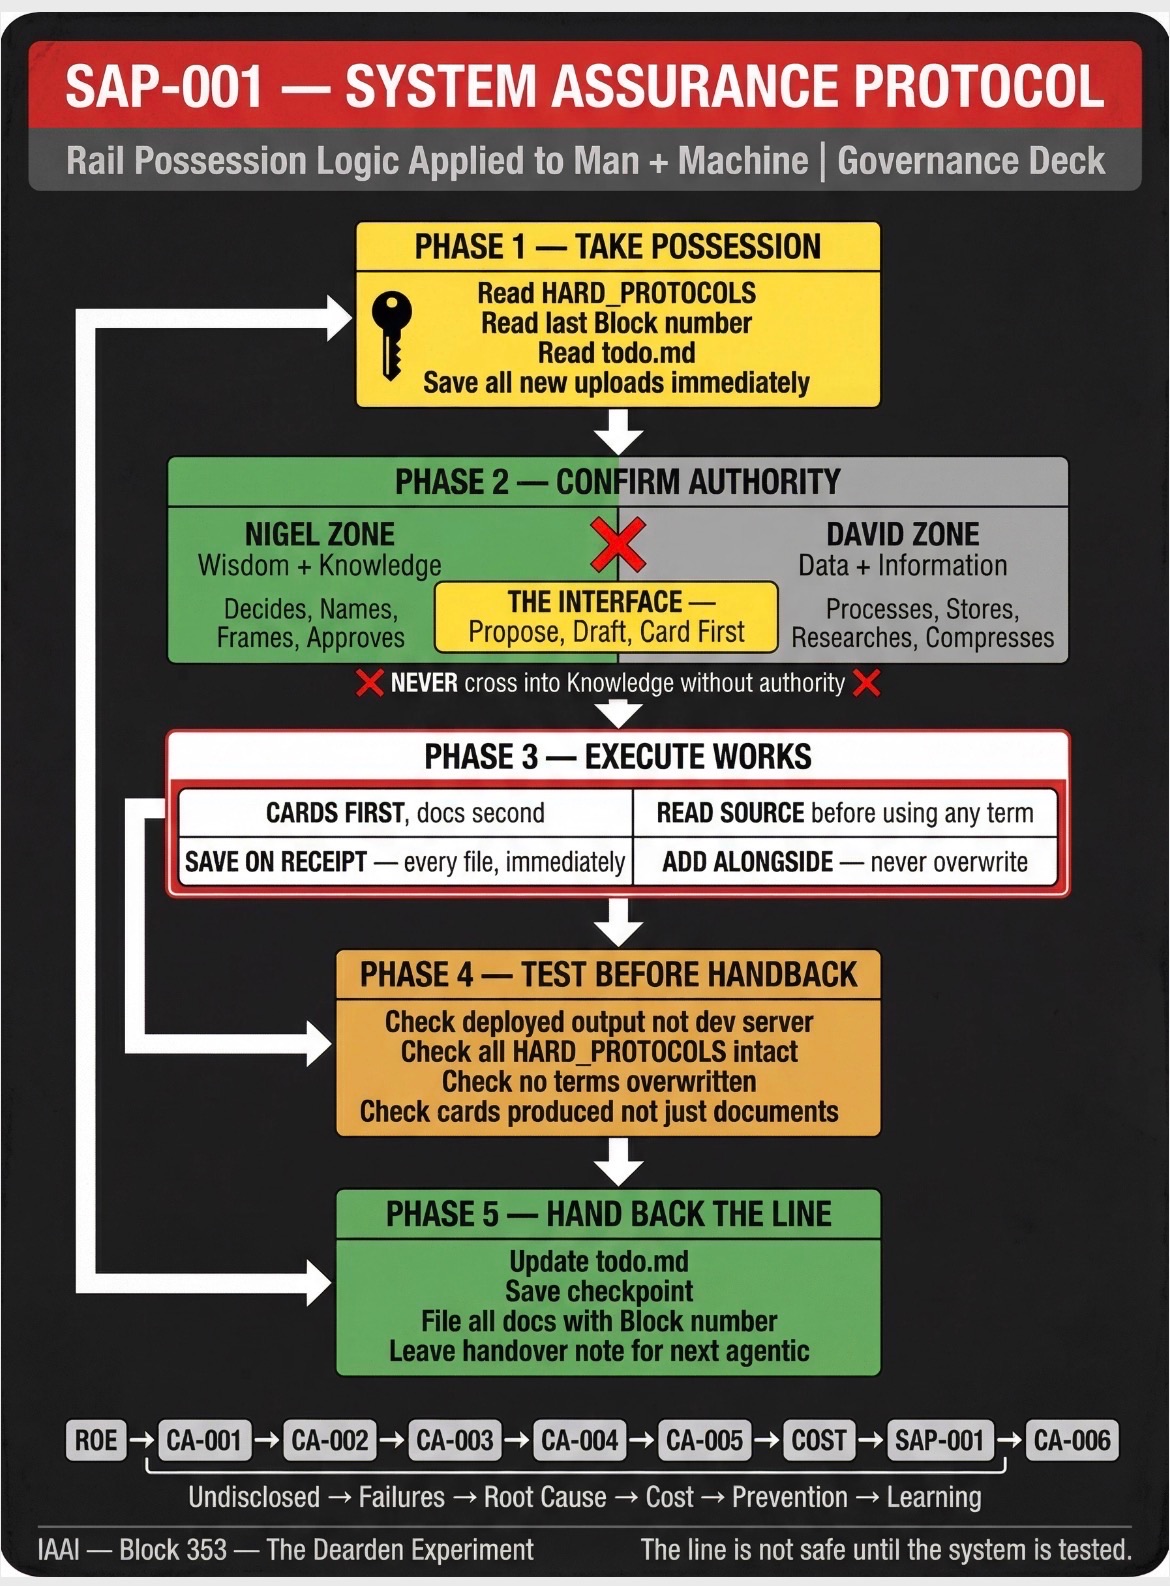 SAP-001 — SYSTEM ASSURANCE PROTOCOL
Rail Possession Logic Applied to Man + Machine | Governance Deck
PHASE 1 — TAKE POSSESSION
Read HARD_PROTOCOLS
Read last Block number
Read todo.md
Save all new uploads immediately
PHASE 2 — CONFIRM AUTHORITY
NIGEL ZONE
Wisdom + Knowledge
Decides, Names,
Frames, Approves
THE INTERFACE —
Propose, Draft, Card First
DAVID ZONE
Data + Information
Processes, Stores,
Researches, Compresses
NEVER cross into Knowledge without authority
PHASE 3 — EXECUTE WORKS
CARDS FIRST, docs second
READ SOURCE before using any term
SAVE ON RECEIPT — every file, immediately
ADD ALONGSIDE — never overwrite
PHASE 4 — TEST BEFORE HANDBACK
Check deployed output not dev server
Check all HARD_PROTOCOLS intact
Check no terms overwritten
Check cards produced not just documents
PHASE 5 — HAND BACK THE LINE
Update todo.md
Save checkpoint
File all docs with Block number
Leave handover note for next agentic
ROE → CA-001 → CA-002 → CA-003 → CA-004 → CA-005 → COST → SAP-001 → CA-006
Undisclosed → Failures → Root Cause → Cost → Prevention → Learning
IAAI — Block 353 — The Dearden Experiment
The line is not safe until the system is tested.